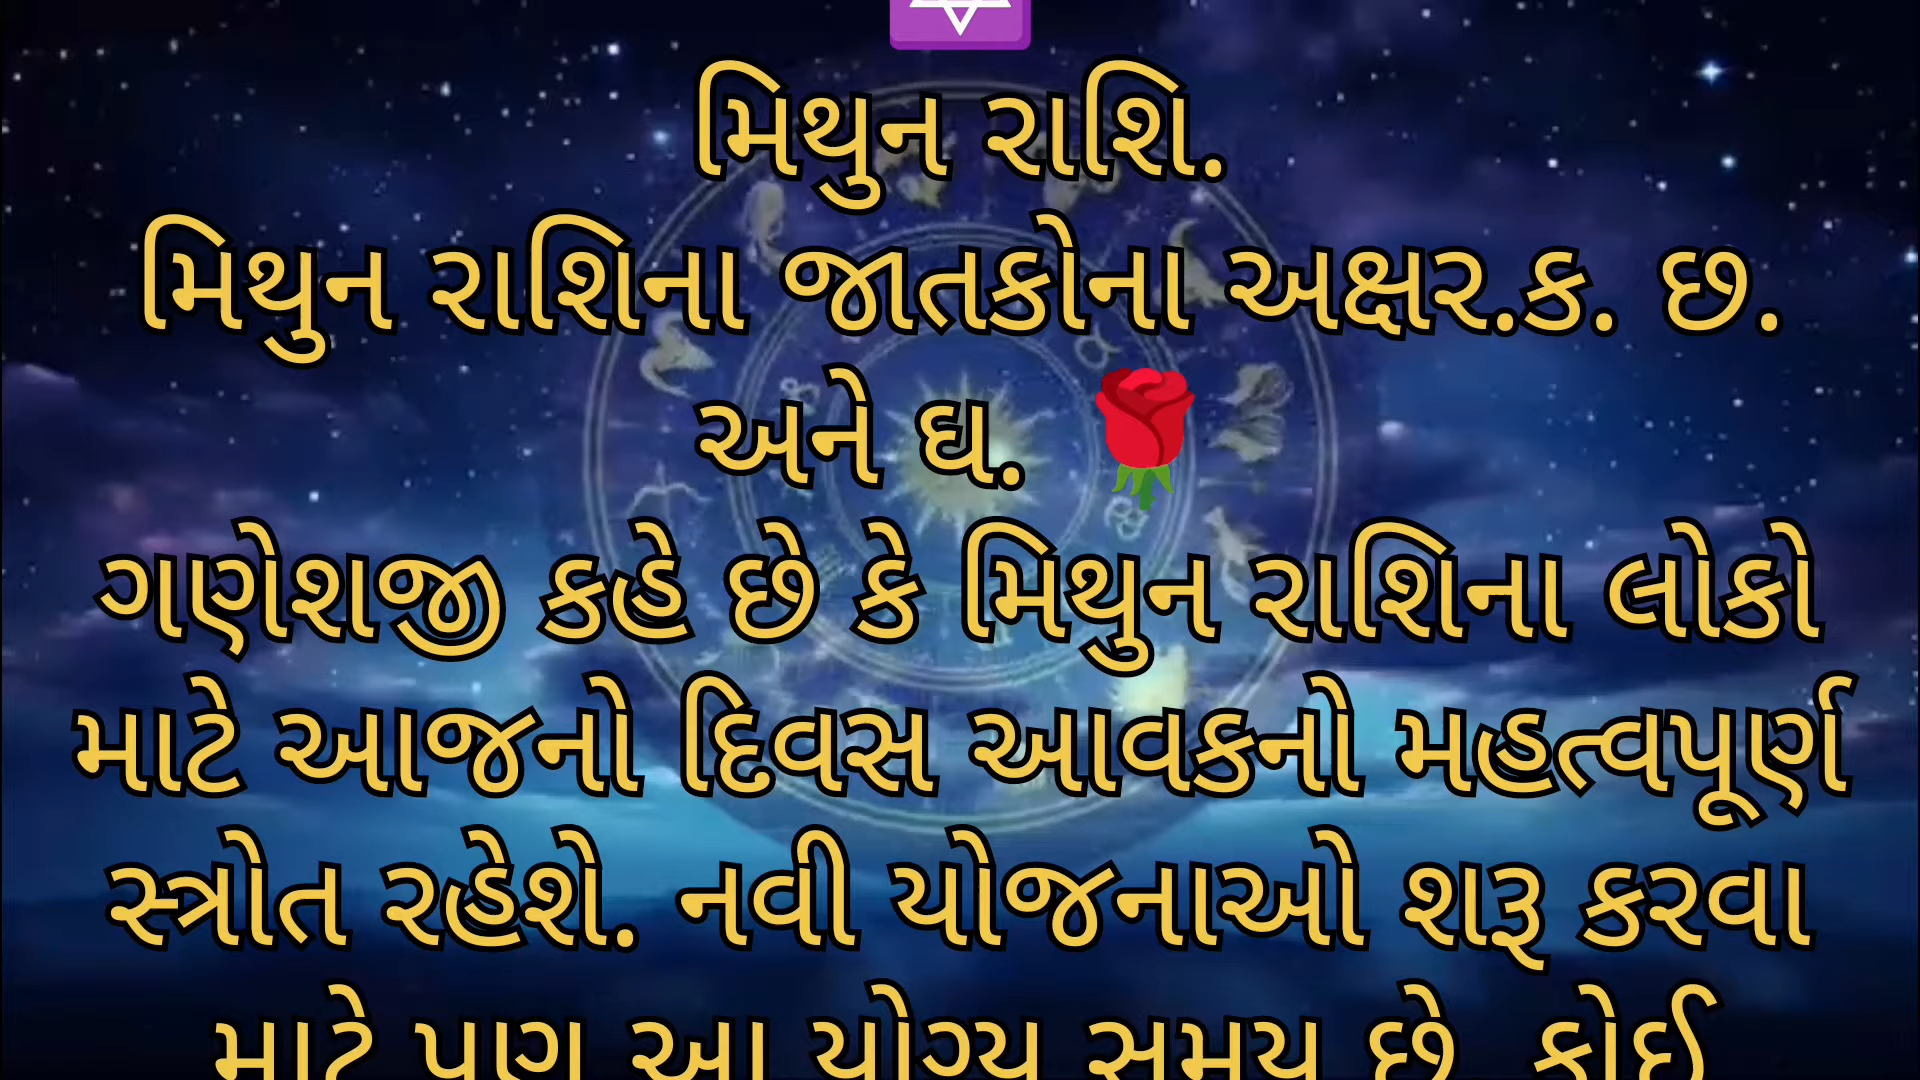 મિથુન રાશિ.
મિથુન રાશિના જાતકોના અક્ષર.ક. છ.
અને ઘ. 🌹
ગણેશજી કહે છે કે મિથુન રાશિના લોકો
માટે આજનો દિવસ આવકનો મહત્વપૂર્ણ
સ્ત્રોત રહેશે. નવી યોજનાઓ શરૂ કરવા
માટે પણ આ યોગ્ય સમય છે. કોઈ